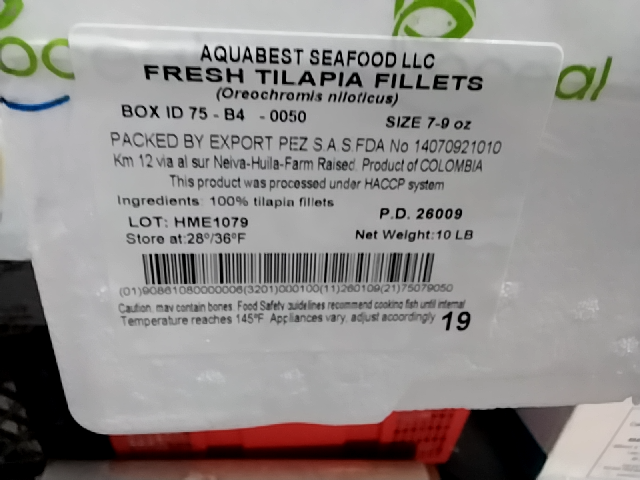 AQUABEST SEAFOOD LLC
FRESH TILAPIA FILLETS
(Oreochromis niloticus)
BOX ID 75 - B4 - 0050 SIZE 7-9 oz
PACKED BY EXPORT PEZ S.A.S.FDA No 14070921010
Km 12 via al sur Neiva-Huila-Farm Raised. Product of COLOMBIA
This product was processed under HACCP system
Ingredients: 100% tilapia fillets
P.D. 26009
LOT: HME1079
Store at:28°/36°F Net Weight:10 LB
(01)90861080000006(3201)000100(11)260109(21)75079050
Caution, may contain bones. Food Safety guidelines recommend cooking fish until internal
Temperature reaches 145°F. Appliances vary, adjust accordingly 19